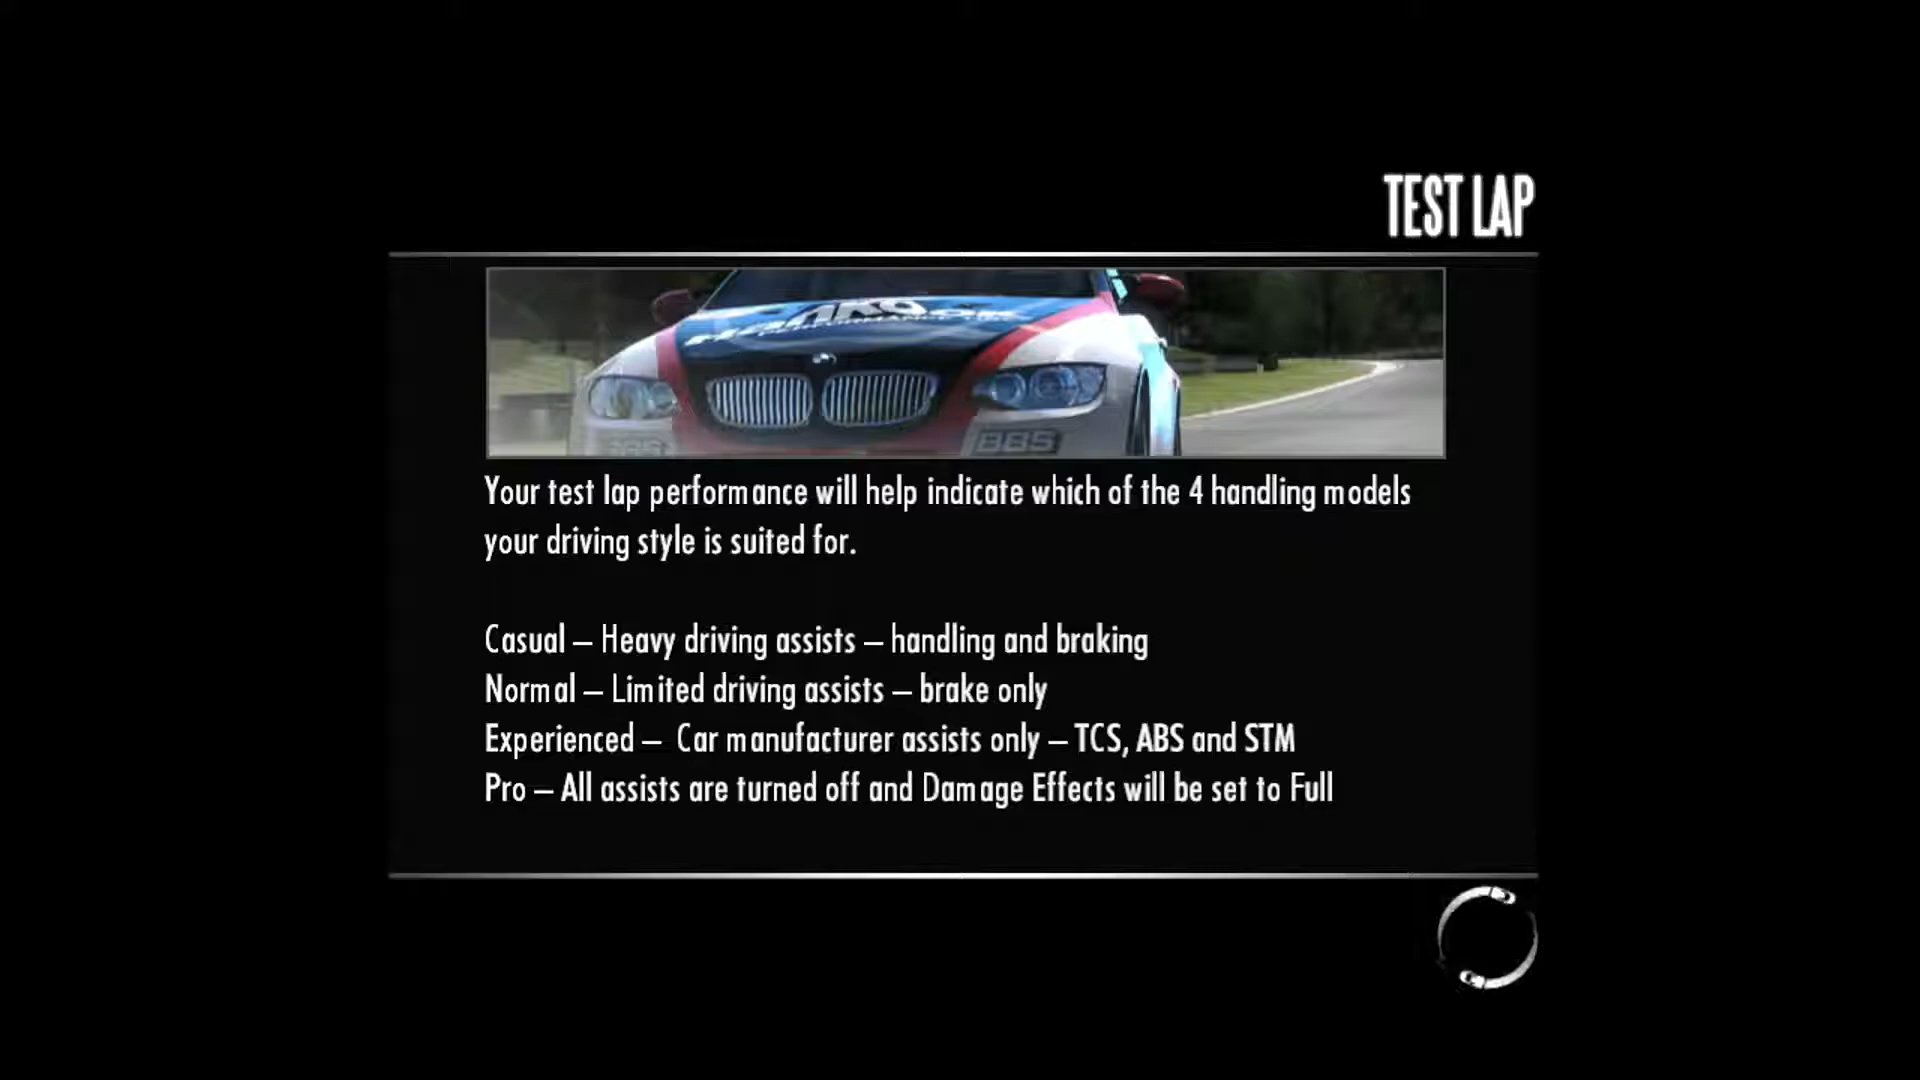 TEST LAP
HANKOOK
BBS
BBS
Your test lap performance will help indicate which of the 4 handling models
your driving style is suited for.
Casual – Heavy driving assists – handling and braking
Normal – Limited driving assists – brake only
Experienced – Car manufacturer assists only – TCS, ABS and STM
Pro – All assists are turned off and Damage Effects will be set to Full